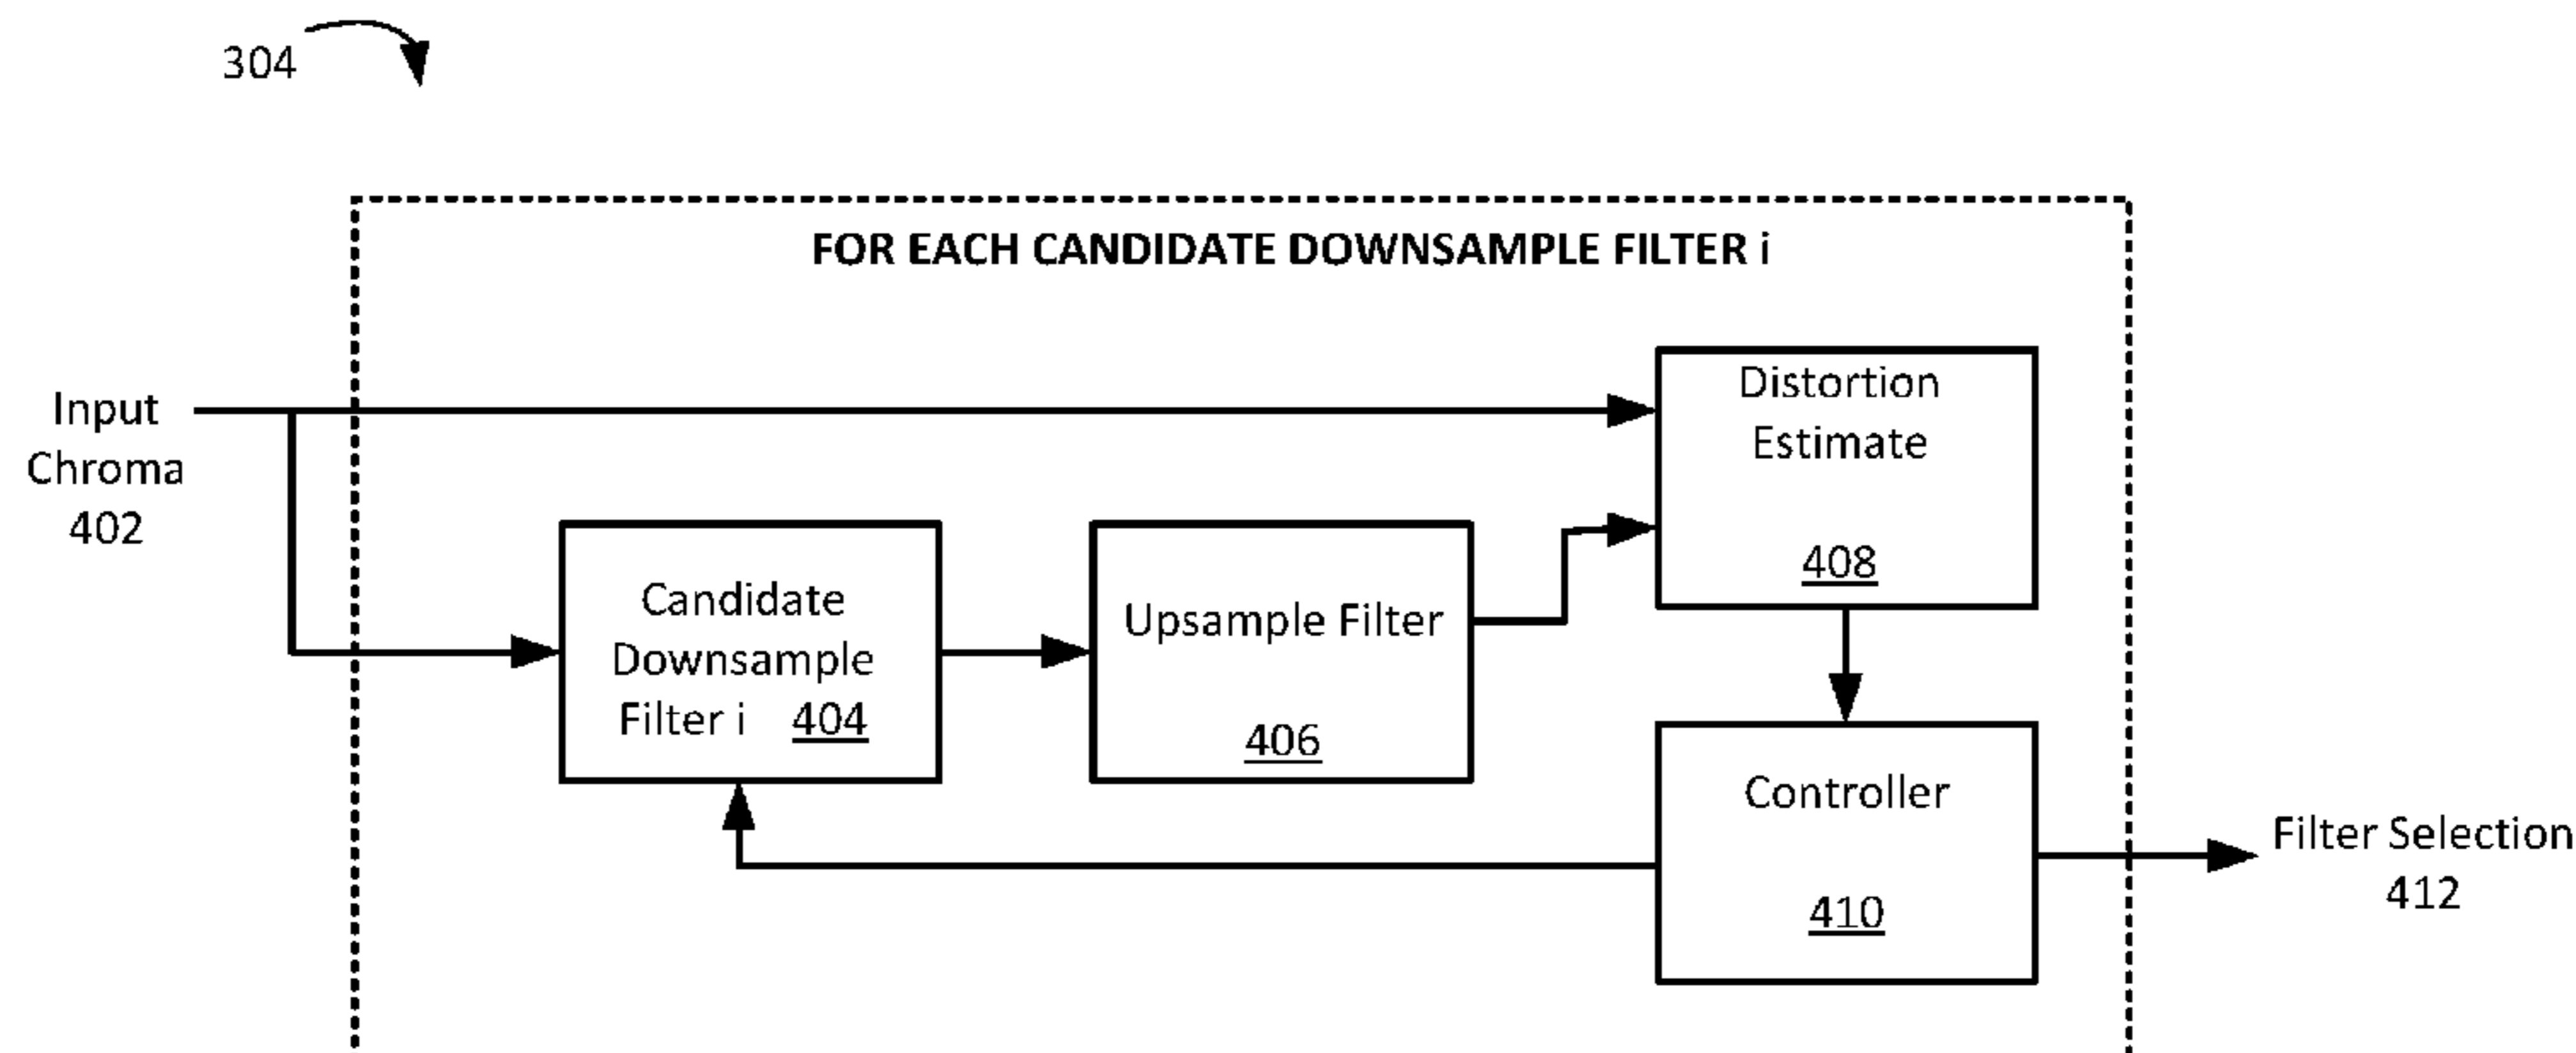 304
FOR EACH CANDIDATE DOWNSAMPLE FILTER i
Input
Chroma
402
Distortion
Estimate
408
Candidate
Downsample
Filter i 404
Upsample Filter
406
Controller
410
Filter Selection
412